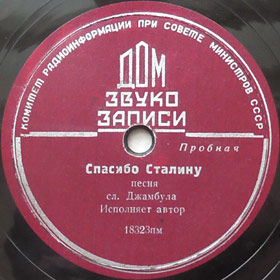 КОМИТЕТ РАДИОИНФОРМАЦИИ ПРИ СОВЕТЕ МИНИСТРОВ СССР
ДОМ
ЗВУКО
ЗАПИСИ
Пробная
Спасибо Сталину
песня
сл. Джамбула
Исполняет автор
18323пм